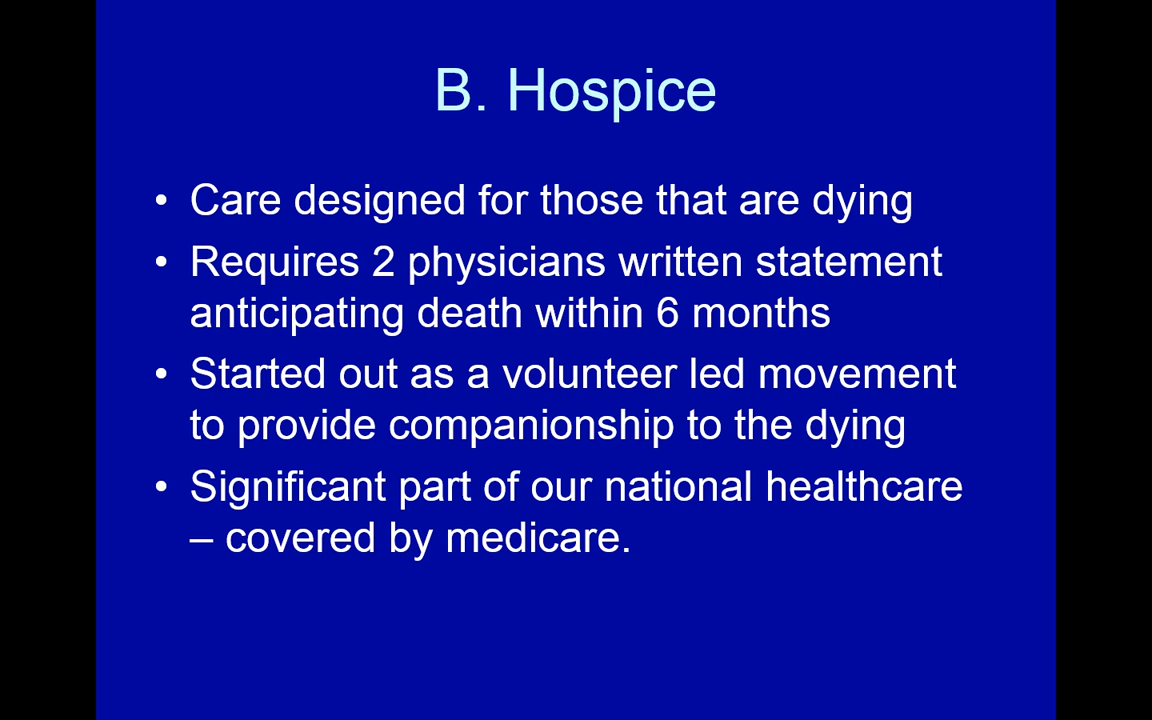 B. Hospice
• Care designed for those that are dying
• Requires 2 physicians written statement
anticipating death within 6 months
• Started out as a volunteer led movement
to provide companionship to the dying
• Significant part of our national healthcare
– covered by medicare.